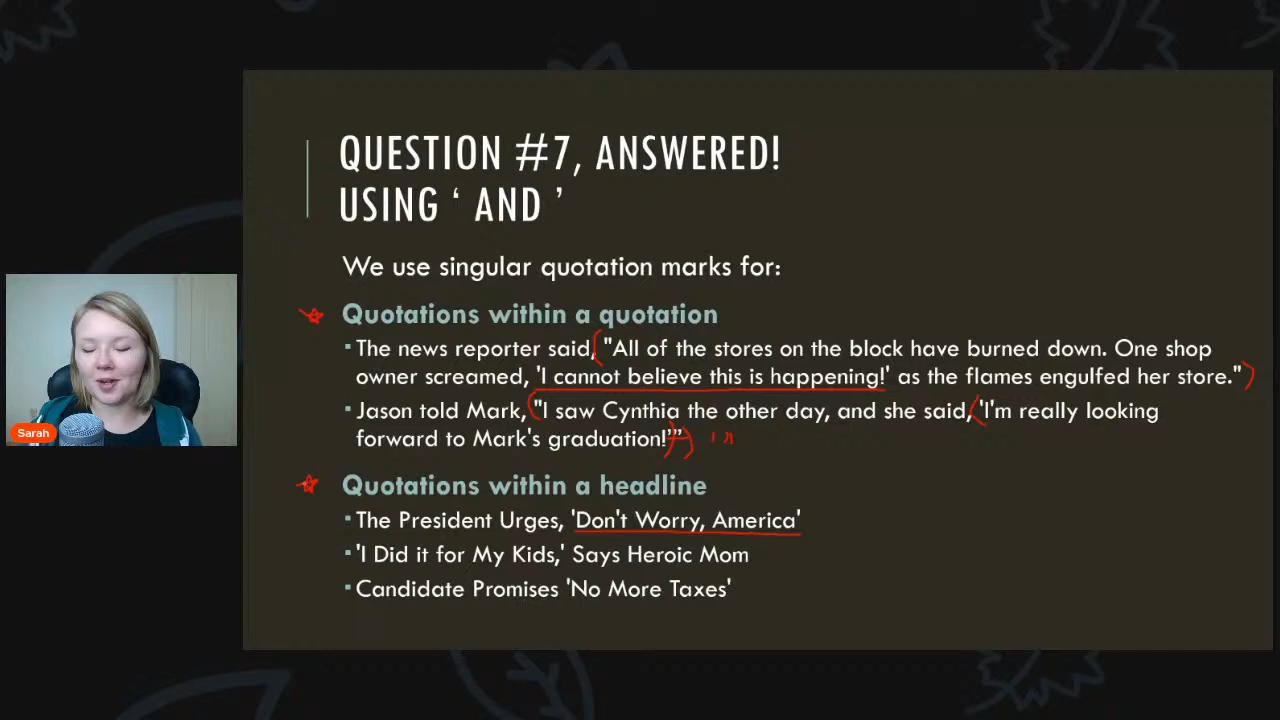 QUESTION #7, ANSWERED!
USING ‘ AND ’
We use singular quotation marks for:
Quotations within a quotation
▪ The news reporter said, "All of the stores on the block have burned down. One shop
owner screamed, 'I cannot believe this is happening!' as the flames engulfed her store."
▪ Jason told Mark, "I saw Cynthia the other day, and she said, 'I'm really looking
forward to Mark's graduation!'"
Quotations within a headline
▪ The President Urges, 'Don't Worry, America'
▪ 'I Did it for My Kids,' Says Heroic Mom
▪ Candidate Promises 'No More Taxes'
Sarah